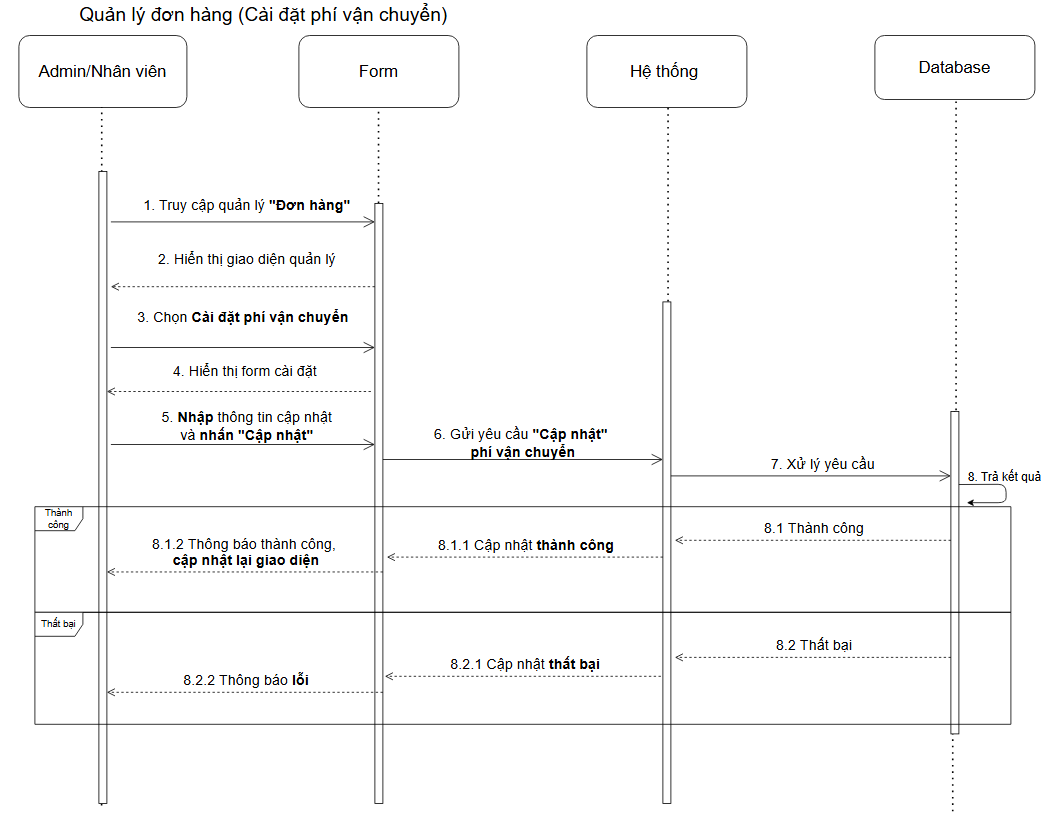 Quản lý đơn hàng (Cài đặt phí vận chuyển)
Admin/Nhân viên
Form
Hệ thống
Database
1. Truy cập quản lý "Đơn hàng"
2. Hiển thị giao diện quản lý
3. Chọn Cài đặt phí vận chuyển
4. Hiển thị form cài đặt
5. Nhập thông tin cập nhật
và nhấn "Cập nhật"
6. Gửi yêu cầu "Cập nhật"
phí vận chuyển
7. Xử lý yêu cầu
8. Trả kết quả
Thành
công
8.1 Thành công
8.1.1 Cập nhật thành công
8.1.2 Thông báo thành công,
cập nhật lại giao diện
Thất bại
8.2 Thất bại
8.2.1 Cập nhật thất bại
8.2.2 Thông báo lỗi